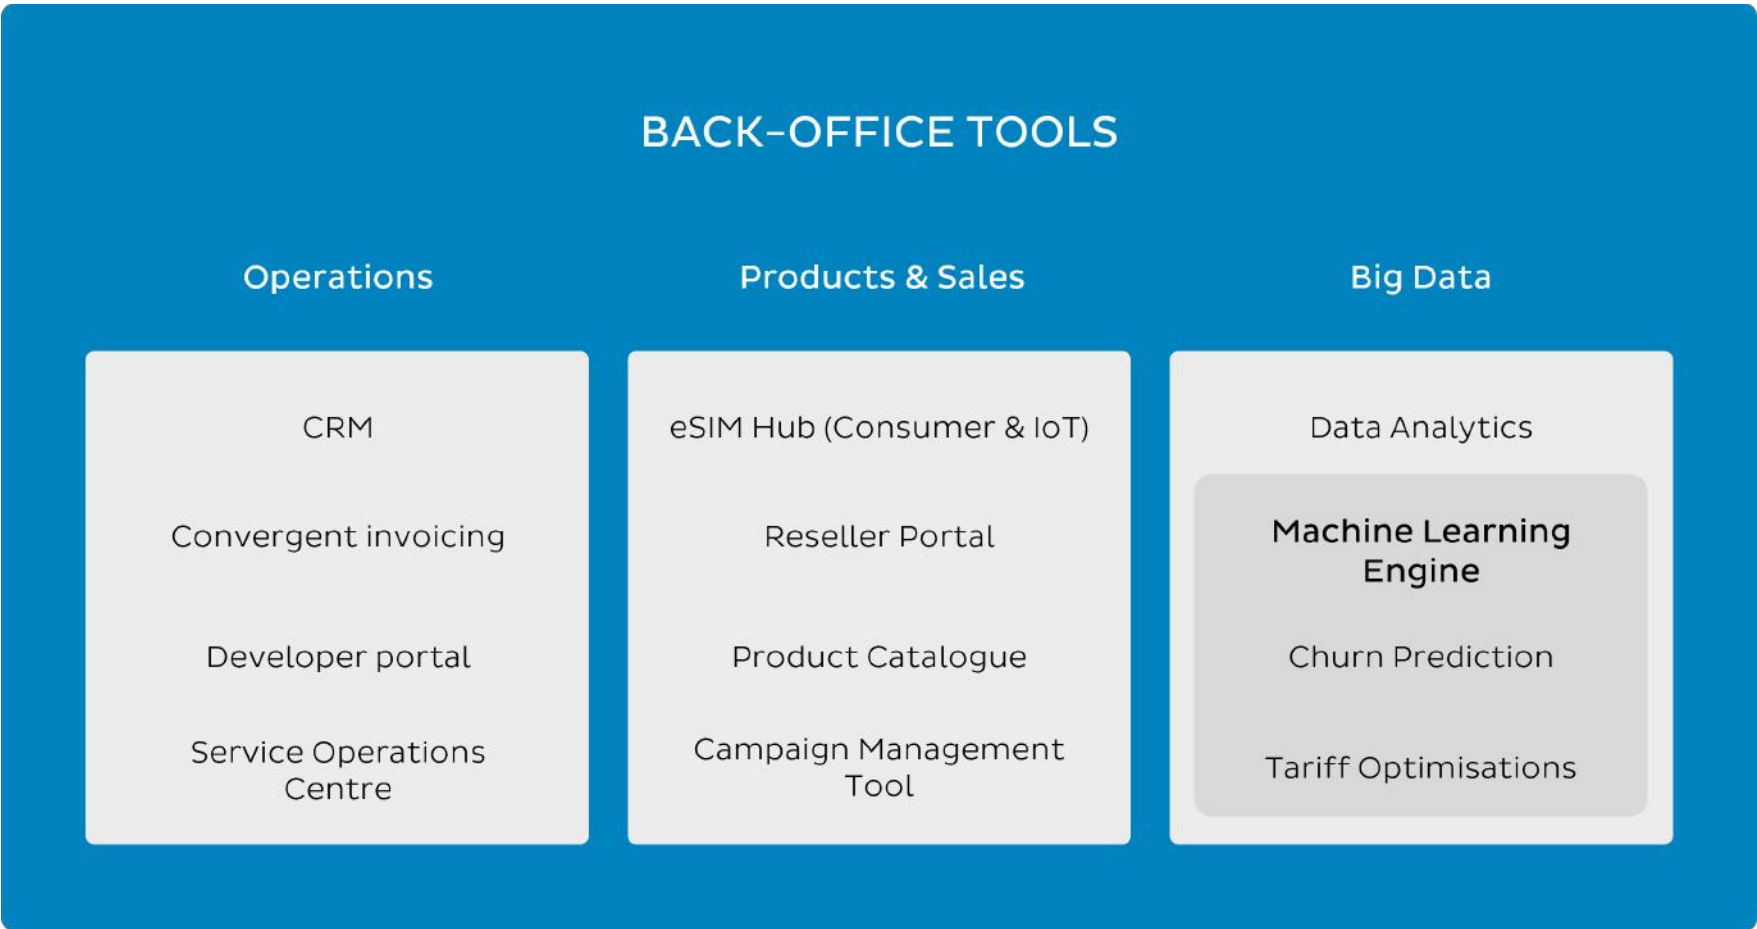 BACK-OFFICE TOOLS
Operations
CRM
Convergent invoicing
Developer portal
Service Operations
Centre
Products & Sales
eSIM Hub (Consumer & IoT)
Reseller Portal
Product Catalogue
Campaign Management
Tool
Big Data
Data Analytics
Machine Learning
Engine
Churn Prediction
Tariff Optimisations